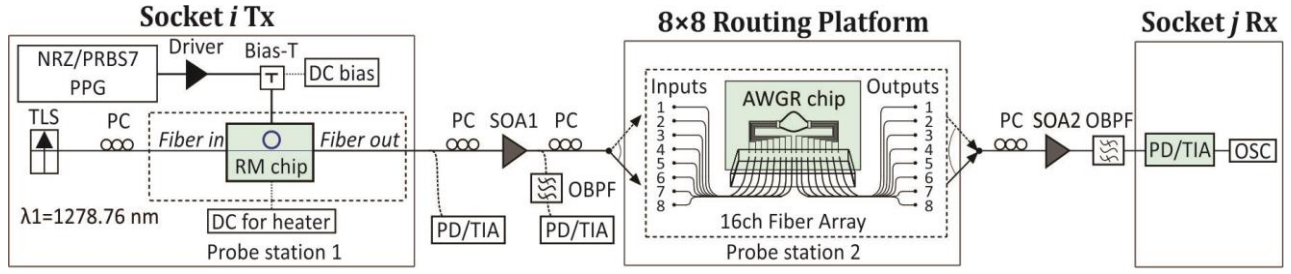 Socket i Tx
8×8 Routing Platform
Socket j Rx
NRZ/PRBS7
PPG
Driver
Bias-T
DC bias
TLS
PC
Fiber in
Fiber out
RM chip
λ1=1278.76 nm
DC for heater
Probe station 1
PC
SOA1
PC
OBPF
PD/TIA
PD/TIA
Inputs
1
2
3
4
5
6
7
8
AWGR chip
Outputs
1
2
3
4
5
6
7
8
16ch Fiber Array
Probe station 2
PC
SOA2
OBPF
PD/TIA
OSC